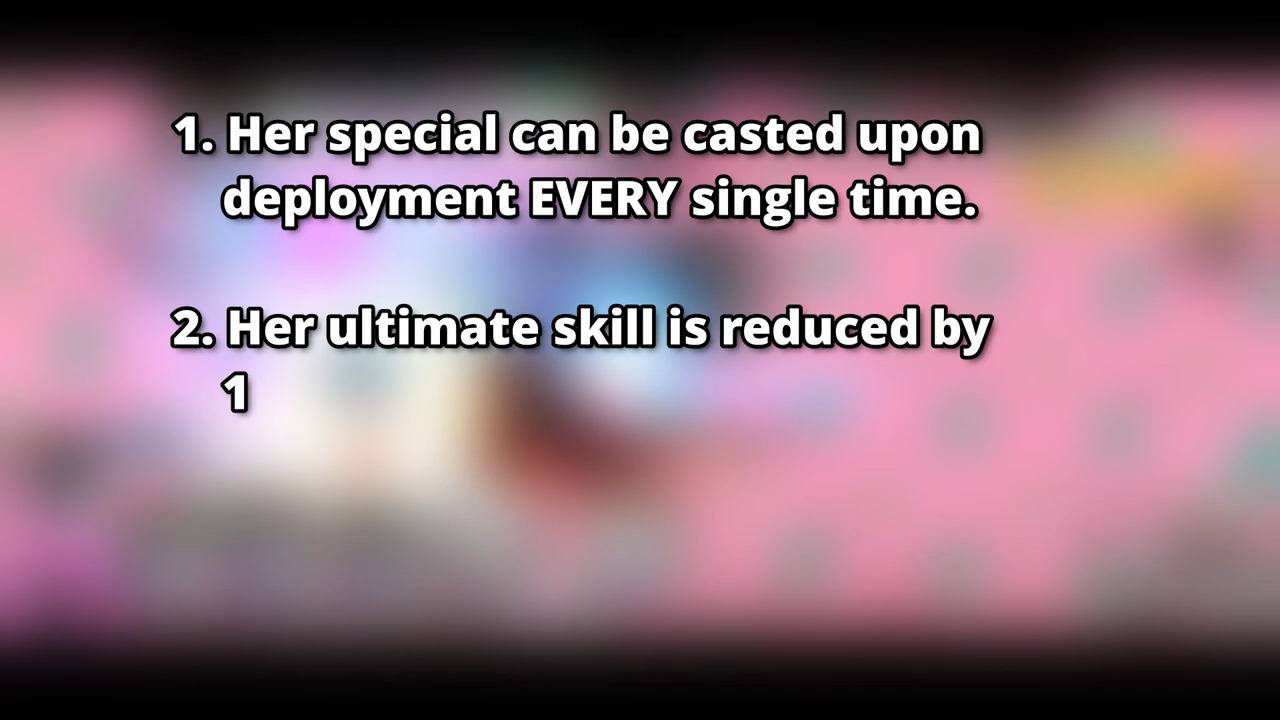 1. Her special can be casted upon
deployment EVERY single time.
2. Her ultimate skill is reduced by
1